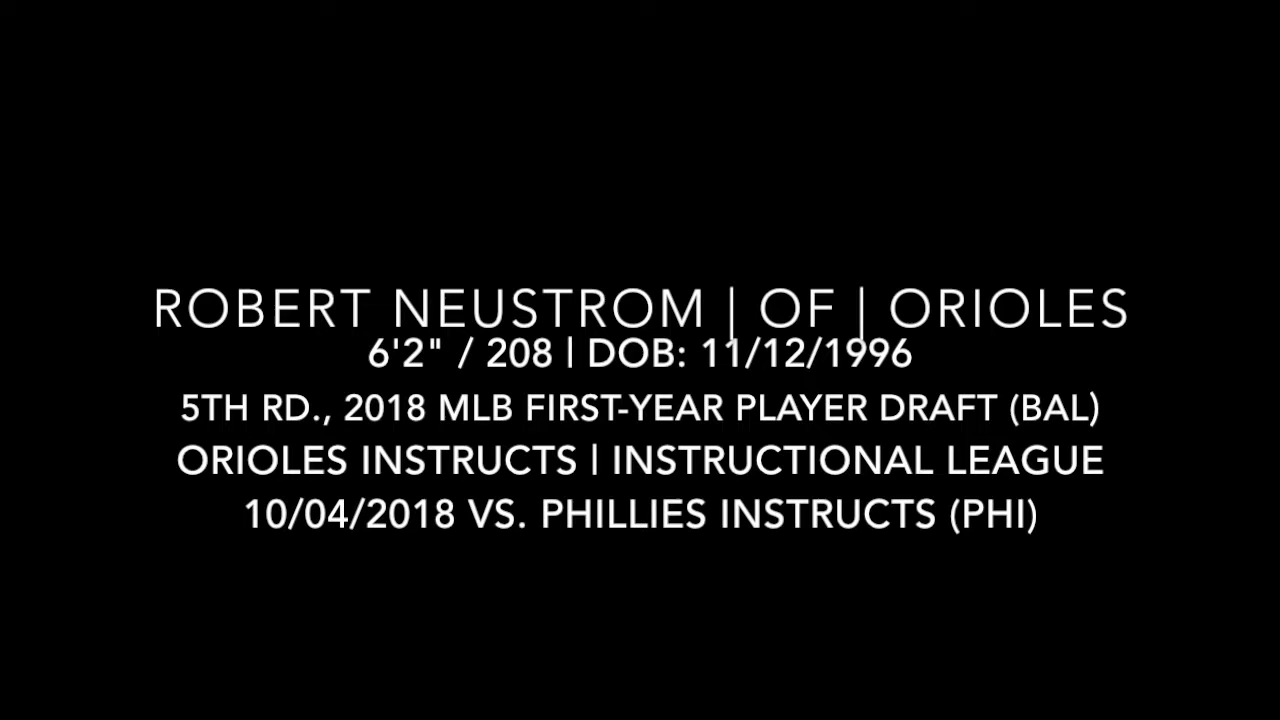 ROBERT NEUSTROM | OF | ORIOLES
6'2" / 208 | DOB: 11/12/1996
5TH RD., 2018 MLB FIRST-YEAR PLAYER DRAFT (BAL)
ORIOLES INSTRUCTS | INSTRUCTIONAL LEAGUE
10/04/2018 VS. PHILLIES INSTRUCTS (PHI)